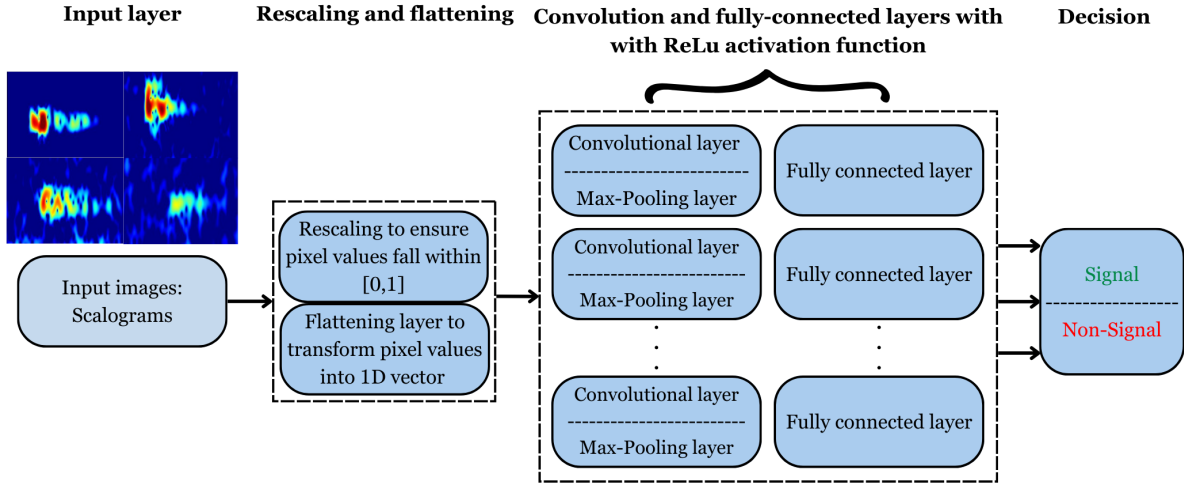 Input layer
Rescaling and flattening
Convolution and fully-connected layers with
with ReLu activation function
Decision
Input images:
Scalograms
Rescaling to ensure
pixel values fall within
[0,1]
Flattening layer to
transform pixel values
into 1D vector
Convolutional layer
Max-Pooling layer
Fully connected layer
Convolutional layer
Max-Pooling layer
Fully connected layer
Convolutional layer
Max-Pooling layer
Fully connected layer
Signal
Non-Signal